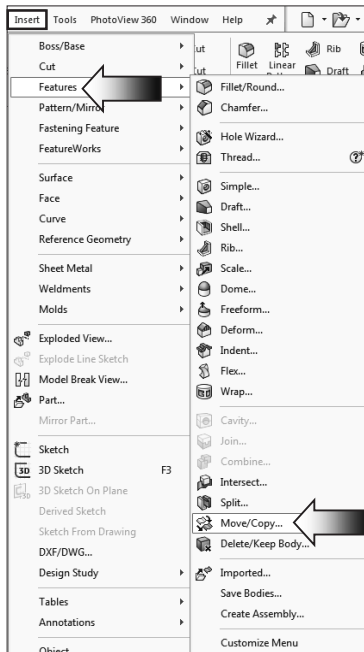 Insert Tools PhotoView 360 Window Help
Boss/Base
Cut
Features
Pattern/Mirror
Fastening Feature
FeatureWorks
Surface
Face
Curve
Reference Geometry
Sheet Metal
Weldments
Molds
Exploded View...
Explode Line Sketch
Model Break View...
Part...
Mirror Part...
Sketch
3D 3D Sketch F3
3D Sketch On Plane
Derived Sketch
Sketch From Drawing
DXF/DWG...
Design Study
Tables
Annotations
Object
Fillet Linear Rib
Draft
Fillet/Round...
Chamfer...
Hole Wizard...
Thread...
Simple...
Draft...
Shell...
Rib...
Scale...
Dome...
Freeform...
Deform...
Indent...
Flex...
Wrap...
Cavity...
Join...
Combine...
Intersect...
Split...
Move/Copy...
Delete/Keep Body...
Imported...
Save Bodies...
Create Assembly...
Customize Menu